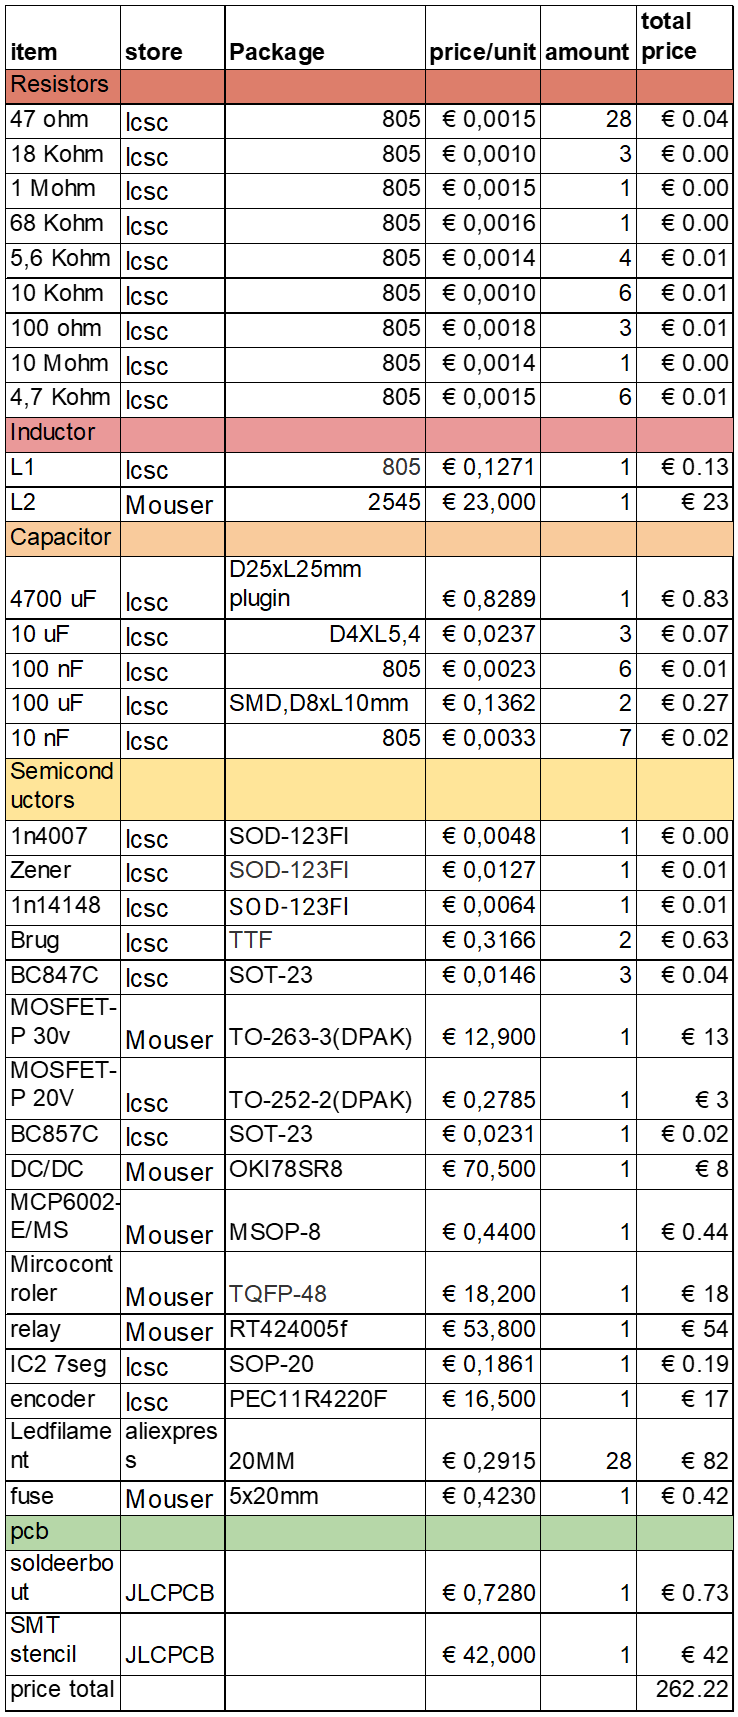 item store Package price/unit amount total price
Resistors
47 ohm lcsc 805 € 0,0015 28 € 0.04
18 Kohm lcsc 805 € 0,0010 3 € 0.00
1 Mohm lcsc 805 € 0,0015 1 € 0.00
68 Kohm lcsc 805 € 0,0016 1 € 0.00
5,6 Kohm lcsc 805 € 0,0014 4 € 0.01
10 Kohm lcsc 805 € 0,0010 6 € 0.01
100 ohm lcsc 805 € 0,0018 3 € 0.01
10 Mohm lcsc 805 € 0,0014 1 € 0.00
4,7 Kohm lcsc 805 € 0,0015 6 € 0.01
Inductor
L1 lcsc 805 € 0,1271 1 € 0.13
L2 Mouser 2545 € 23,000 1 € 23
Capacitor
4700 uF lcsc D25xL25mm plugin € 0,8289 1 € 0.83
10 uF lcsc D4XL5,4 € 0,0237 3 € 0.07
100 nF lcsc 805 € 0,0023 6 € 0.01
100 uF lcsc SMD,D8xL10mm € 0,1362 2 € 0.27
10 nF lcsc 805 € 0,0033 7 € 0.02
Semiconductors
1n4007 lcsc SOD-123Fl € 0,0048 1 € 0.00
Zener lcsc SOD-123Fl € 0,0127 1 € 0.01
1n14148 lcsc SOD-123Fl € 0,0064 1 € 0.01
Brug lcsc TTF € 0,3166 2 € 0.63
BC847C lcsc SOT-23 € 0,0146 3 € 0.04
MOSFET-P 30v Mouser TO-263-3(DPAK) € 12,900 1 € 13
MOSFET-P 20V lcsc TO-252-2(DPAK) € 0,2785 1 € 3
BC857C lcsc SOT-23 € 0,0231 1 € 0.02
DC/DC Mouser OKI78SR8 € 70,500 1 € 8
MCP6002-E/MS Mouser MSOP-8 € 0,4400 1 € 0.44
Mircocontroler Mouser TQFP-48 € 18,200 1 € 18
relay Mouser RT424005f € 53,800 1 € 54
IC2 7seg lcsc SOP-20 € 0,1861 1 € 0.19
encoder lcsc PEC11R4220F € 16,500 1 € 17
Ledfilament aliexpress 20MM € 0,2915 28 € 82
fuse Mouser 5x20mm € 0,4230 1 € 0.42
pcb
soldeerbout JLCPCB € 0,7280 1 € 0.73
SMT stencil JLCPCB € 42,000 1 € 42
price total 262.22